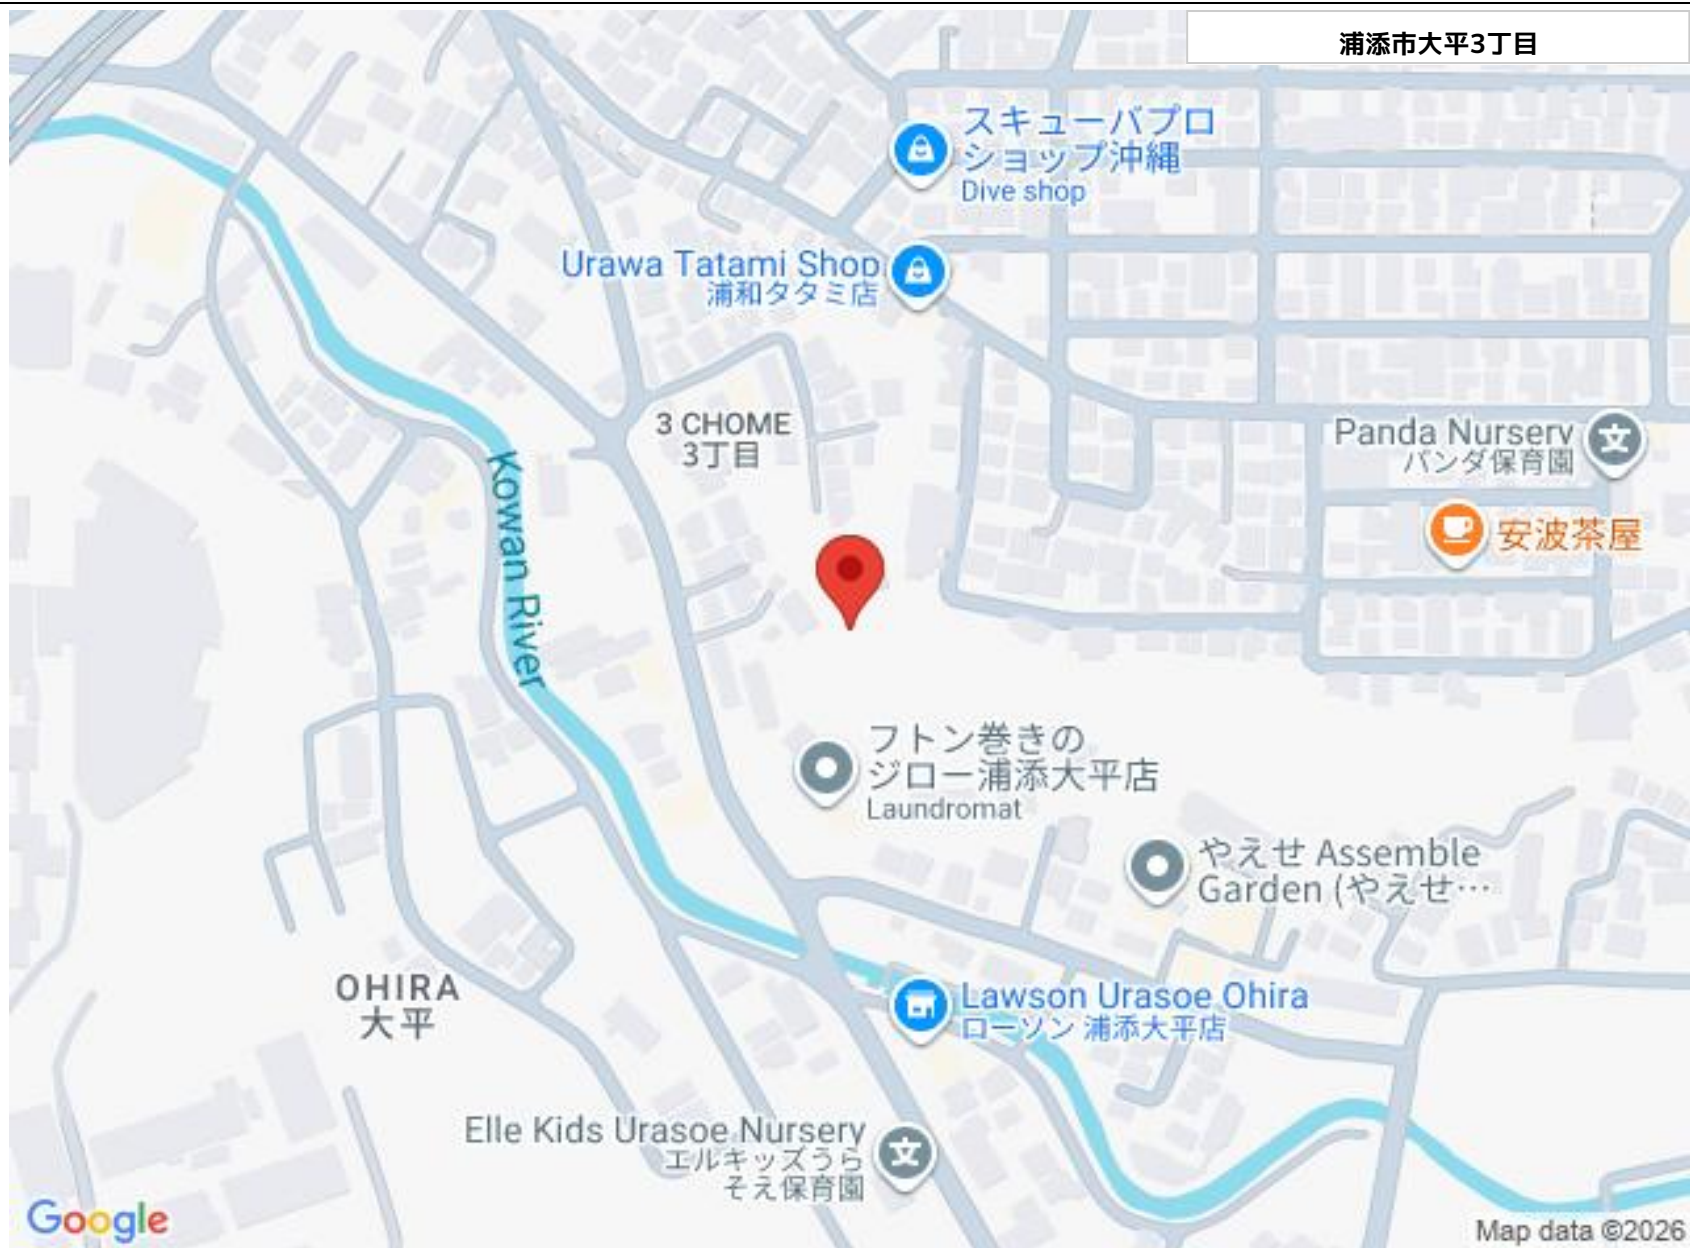 浦添市大平3丁目
スキューバプロ
ショップ沖縄
Dive shop
Urawa Tatami Shop
浦和タタミ店
3 CHOME
3丁目
Panda Nursery
パンダ保育園
安波茶屋
Kowan River
フトン巻きの
ジロー浦添大平店
Laundromat
やえせ Assemble
Garden (やえせ…
OHIRA
大平
Lawson Urasoe Ohira
ローソン 浦添大平店
Elle Kids Urasoe Nursery
エルキッズうら
そえ保育園
Google
Map data ©2026